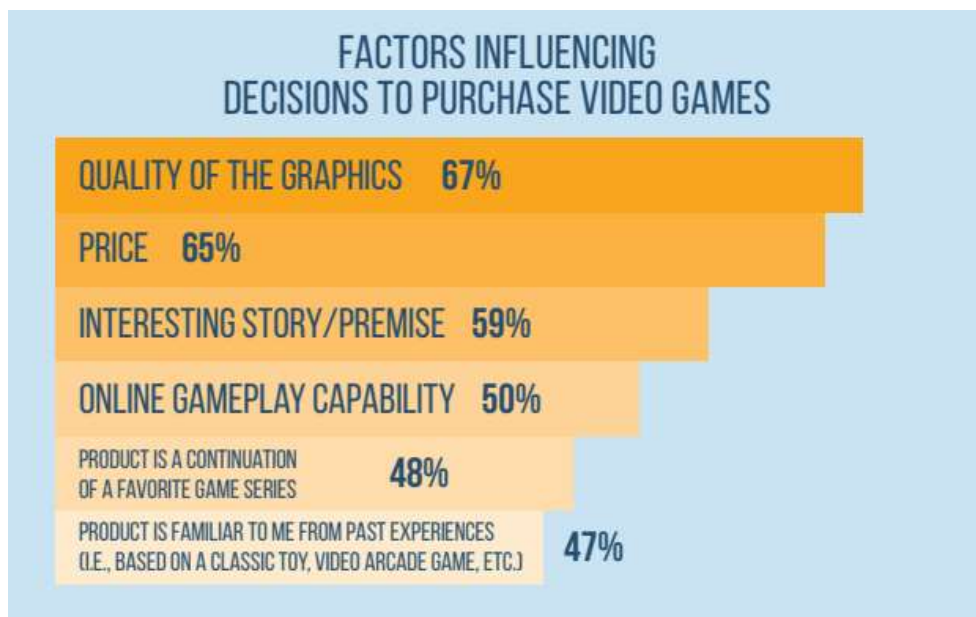 FACTORS INFLUENCING
DECISIONS TO PURCHASE VIDEO GAMES
QUALITY OF THE GRAPHICS 67%
PRICE 65%
INTERESTING STORY/PREMISE 59%
ONLINE GAMEPLAY CAPABILITY 50%
PRODUCT IS A CONTINUATION
OF A FAVORITE GAME SERIES 48%
PRODUCT IS FAMILIAR TO ME FROM PAST EXPERIENCES
(I.E., BASED ON A CLASSIC TOY, VIDEO ARCADE GAME, ETC.) 47%